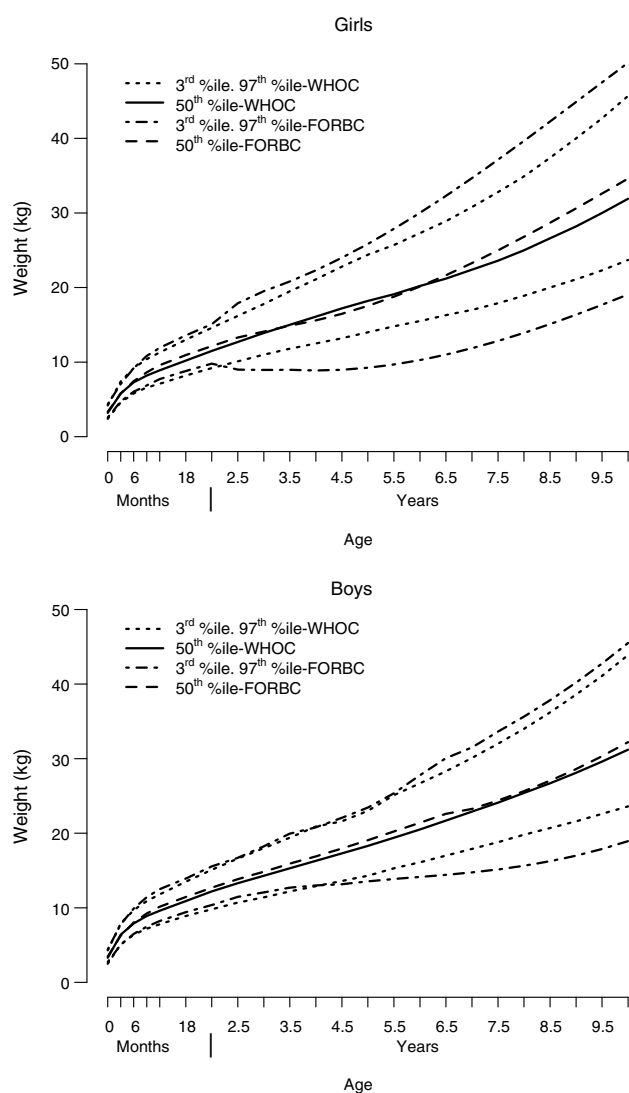 Girls
50
40
30
20
10
0
Weight (kg)
3rd %ile. 97th %ile-WHOC
50th %ile-WHOC
3rd %ile. 97th %ile-FORBC
50th %ile-FORBC
0 6 18 2.5 3.5 4.5 5.5 6.5 7.5 8.5 9.5
Months Years
Age
Boys
50
40
30
20
10
0
Weight (kg)
3rd %ile. 97th %ile-WHOC
50th %ile-WHOC
3rd %ile. 97th %ile-FORBC
50th %ile-FORBC
0 6 18 2.5 3.5 4.5 5.5 6.5 7.5 8.5 9.5
Months Years
Age